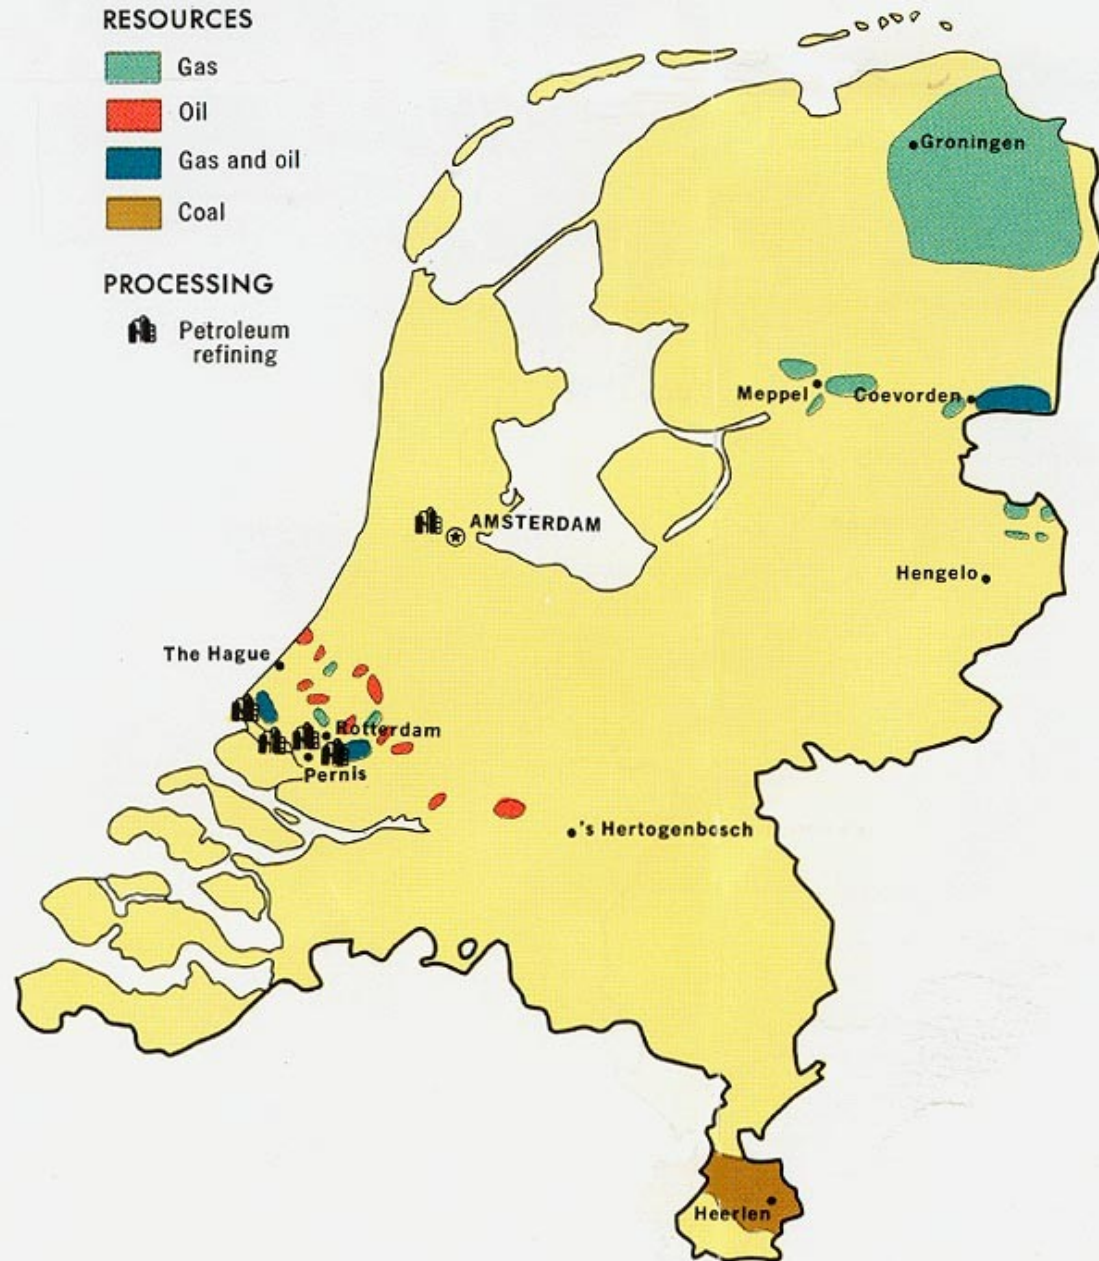 RESOURCES
Gas
Oil
Gas and oil
Coal
PROCESSING
Petroleum
refining
Groningen
Meppel
Coevorden
AMSTERDAM
Hengelo
The Hague
Rotterdam
Pernis
's Hertogenbosch
Heerlen